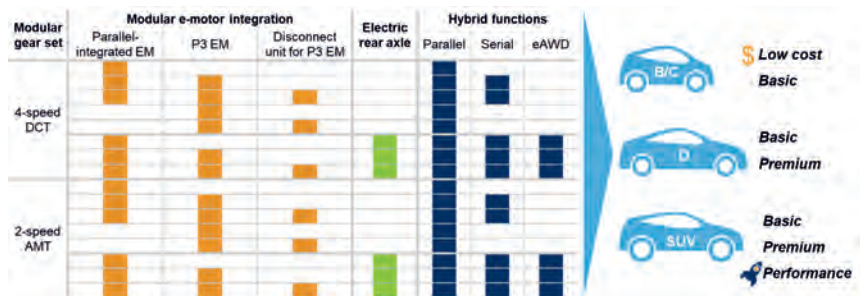 Modular gear set
Modular e-motor integration
Electric rear axle
Hybrid functions
Parallel-integrated EM
P3 EM
Disconnect unit for P3 EM
Parallel
Serial
eAWD
4-speed DCT
2-speed AMT
B/C
$ Low cost
Basic
D
Basic
Premium
SUV
Basic
Premium
Performance